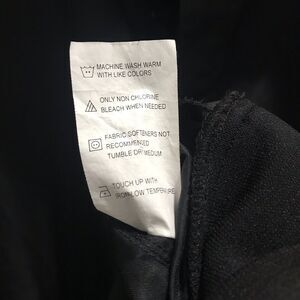 MACHINE WASH WARM
WITH LIKE COLORS
ONLY NON CHLORINE
BLEACH WHEN NEEDED
FABRIC SOFTENERS NOT
RECOMMENDED
TUMBLE DRY MEDIUM
TOUCH UP WITH
IRON LOW TEMPERATURE